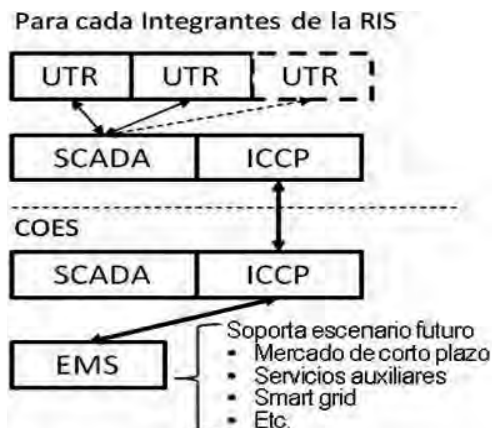 Para cada Integrantes de la RIS
UTR UTR UTR
SCADA ICCP
COES
SCADA ICCP
EMS
Soporta escenario futuro
• Mercado de corto plazo
• Servicios auxiliares
• Smart grid
• Etc.